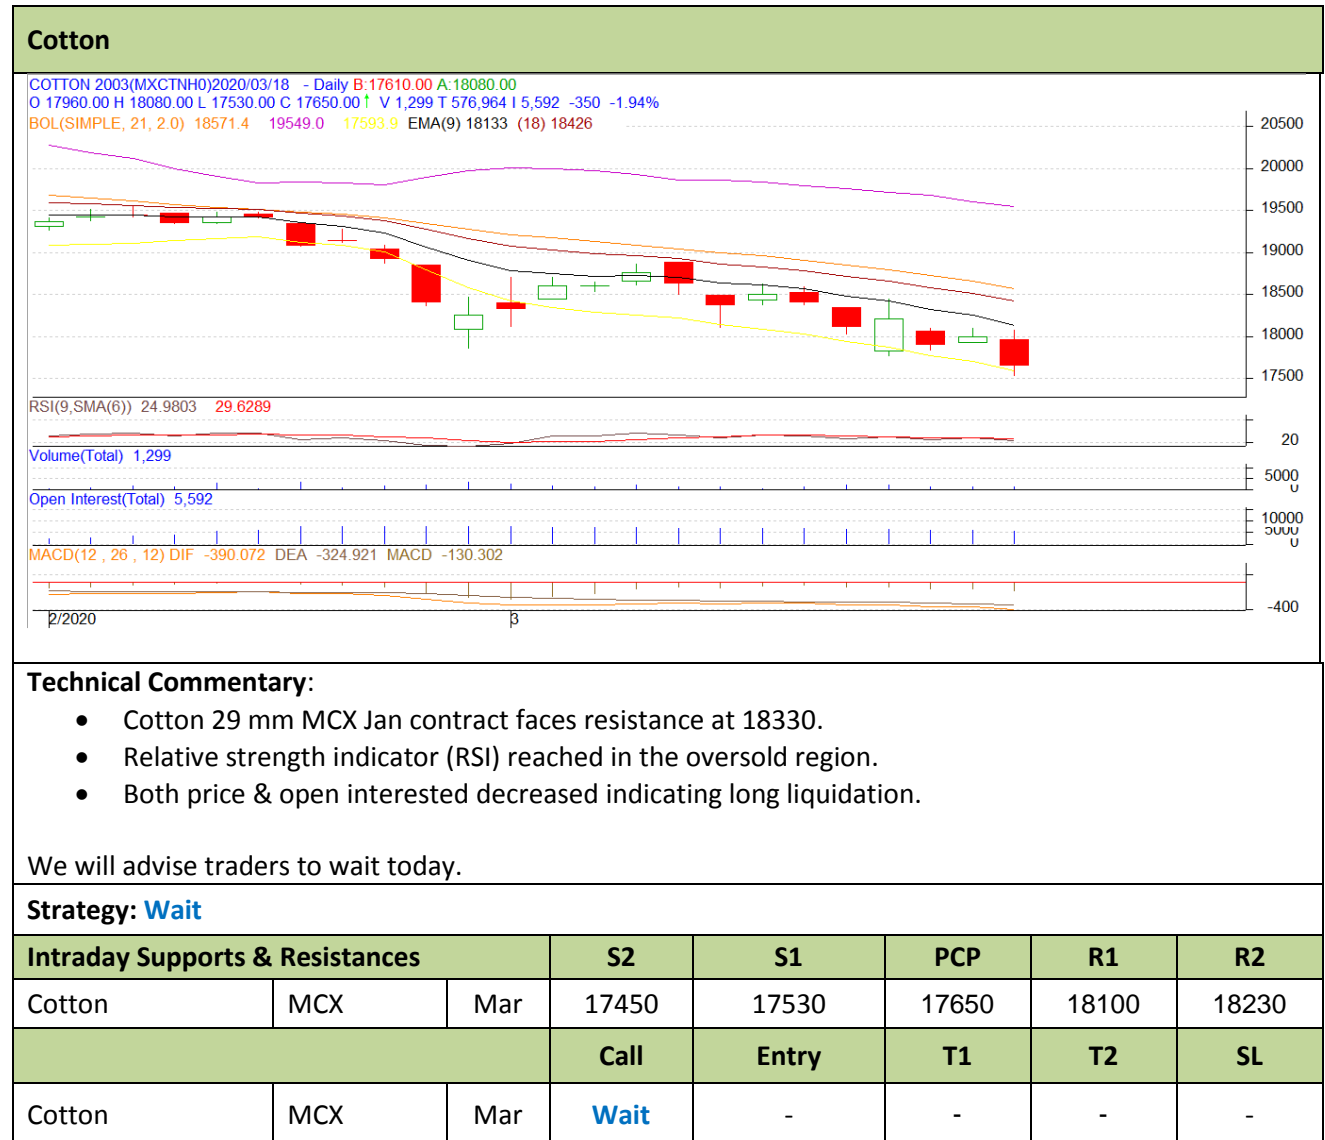 Cotton
COTTON 2003(MXCTNH0)2020/03/18 - Daily B:17610.00 A:18080.00
O 17960.00 H 18080.00 L 17530.00 C 17650.00↑ V 1,299 T 576,964 I 5,592 -350 -1.94%
BOL(SIMPLE, 21, 2.0) 18571.4 19549.0 17593.9 EMA(9) 18133 (18) 18426
20500
20000
19500
19000
18500
18000
17500
RSI(9,SMA(6)) 24.9803 29.6289
20
Volume(Total) 1,299
5000
0
Open Interest(Total) 5,592
10000
5000
0
MACD(12 , 26 , 12) DIF -390.072 DEA -324.921 MACD -130.302
-400
2/2020 3
Technical Commentary:
• Cotton 29 mm MCX Jan contract faces resistance at 18330.
• Relative strength indicator (RSI) reached in the oversold region.
• Both price & open interested decreased indicating long liquidation.
We will advise traders to wait today.
Strategy: Wait
Intraday Supports & Resistances S2 S1 PCP R1 R2
Cotton MCX Mar 17450 17530 17650 18100 18230
Call Entry T1 T2 SL
Cotton MCX Mar Wait - - - -